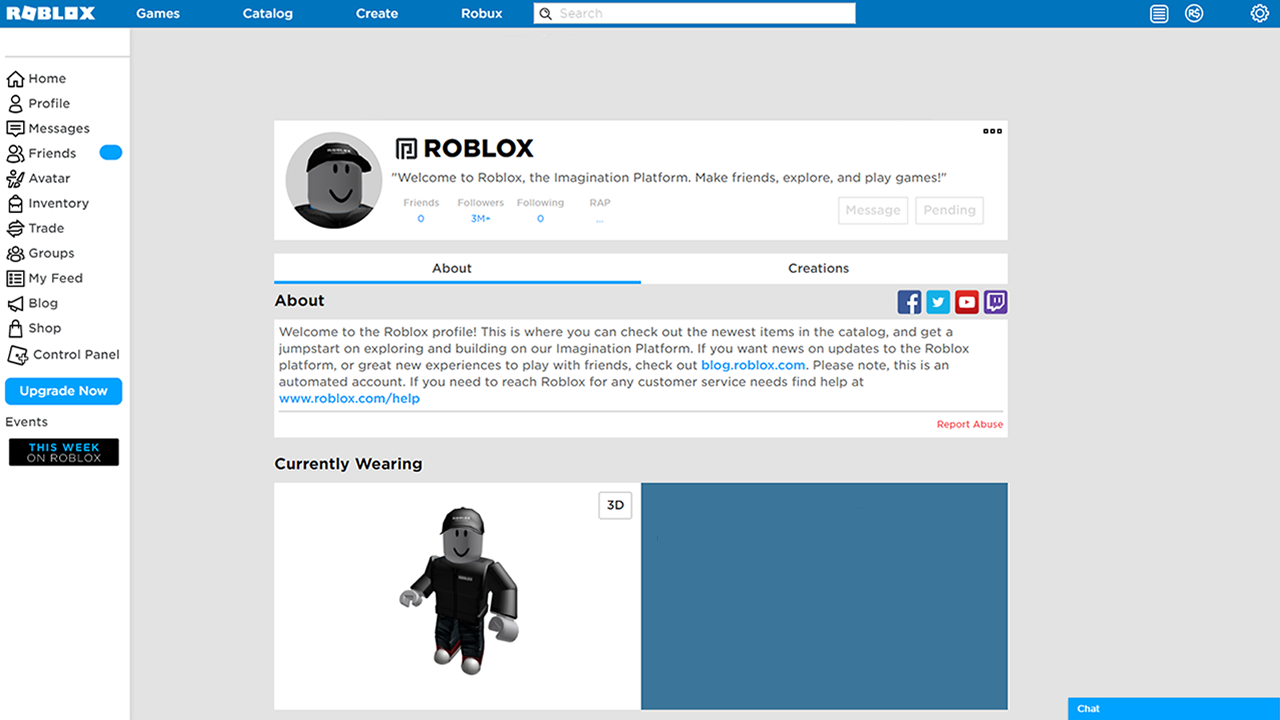 ROBLOX Games Catalog Create Robux Search R$
Home
Profile
Messages
Friends
Avatar
Inventory
Trade
Groups
My Feed
Blog
Shop
Control Panel
Upgrade Now
Events
THIS WEEK
ON ROBLOX
ROBLOX
"Welcome to Roblox, the Imagination Platform. Make friends, explore, and play games!"
Friends Followers Following RAP
0 3M+ 0 ...
Message Pending
About Creations
About
Welcome to the Roblox profile! This is where you can check out the newest items in the catalog, and get a
jumpstart on exploring and building on our Imagination Platform. If you want news on updates to the Roblox
platform, or great new experiences to play with friends, check out blog.roblox.com. Please note, this is an
automated account. If you need to reach Roblox for any customer service needs find help at
www.roblox.com/help
Report Abuse
Currently Wearing
3D
ROBLOX
ROBLOX
Chat